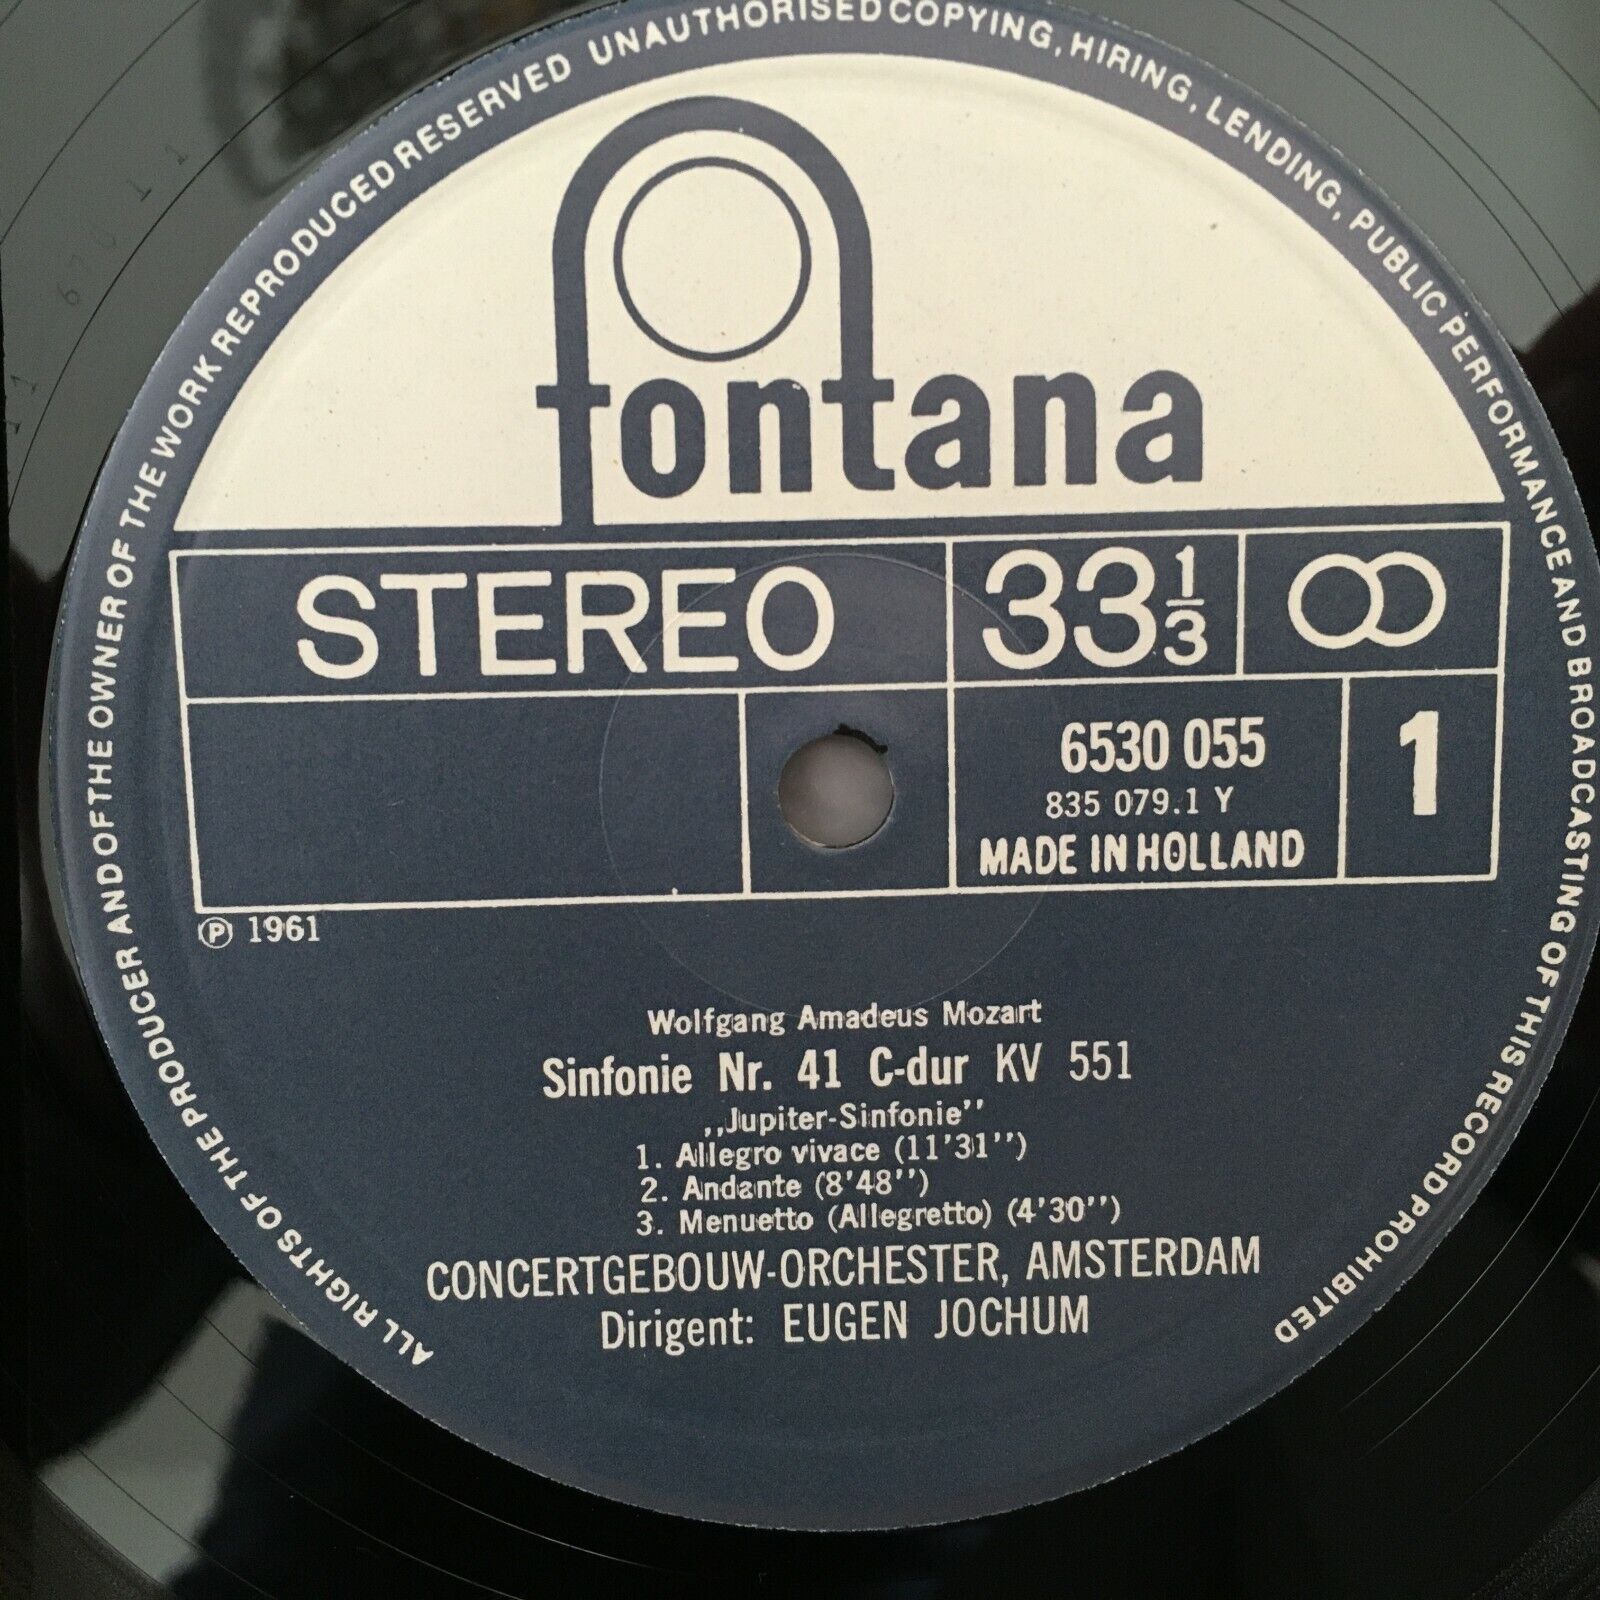 ALL RIGHTS OF THE PRODUCER AND OF THE OWNER OF THE WORK REPRODUCED RESERVED UNAUTHORISED COPYING, HIRING, LENDING, PUBLIC PERFORMANCE AND BROADCASTING OF THIS RECORD PROHIBITED
fontana
STEREO 33 1/3
6530 055 1
835 079.1 Y
MADE IN HOLLAND
℗ 1961
Wolfgang Amadeus Mozart
Sinfonie Nr. 41 C-dur KV 551
,,Jupiter-Sinfonie''
1. Allegro vivace (11'31'')
2. Andante (8'48'')
3. Menuetto (Allegretto) (4'30'')
CONCERTGEBOUW-ORCHESTER, AMSTERDAM
Dirigent: EUGEN JOCHUM